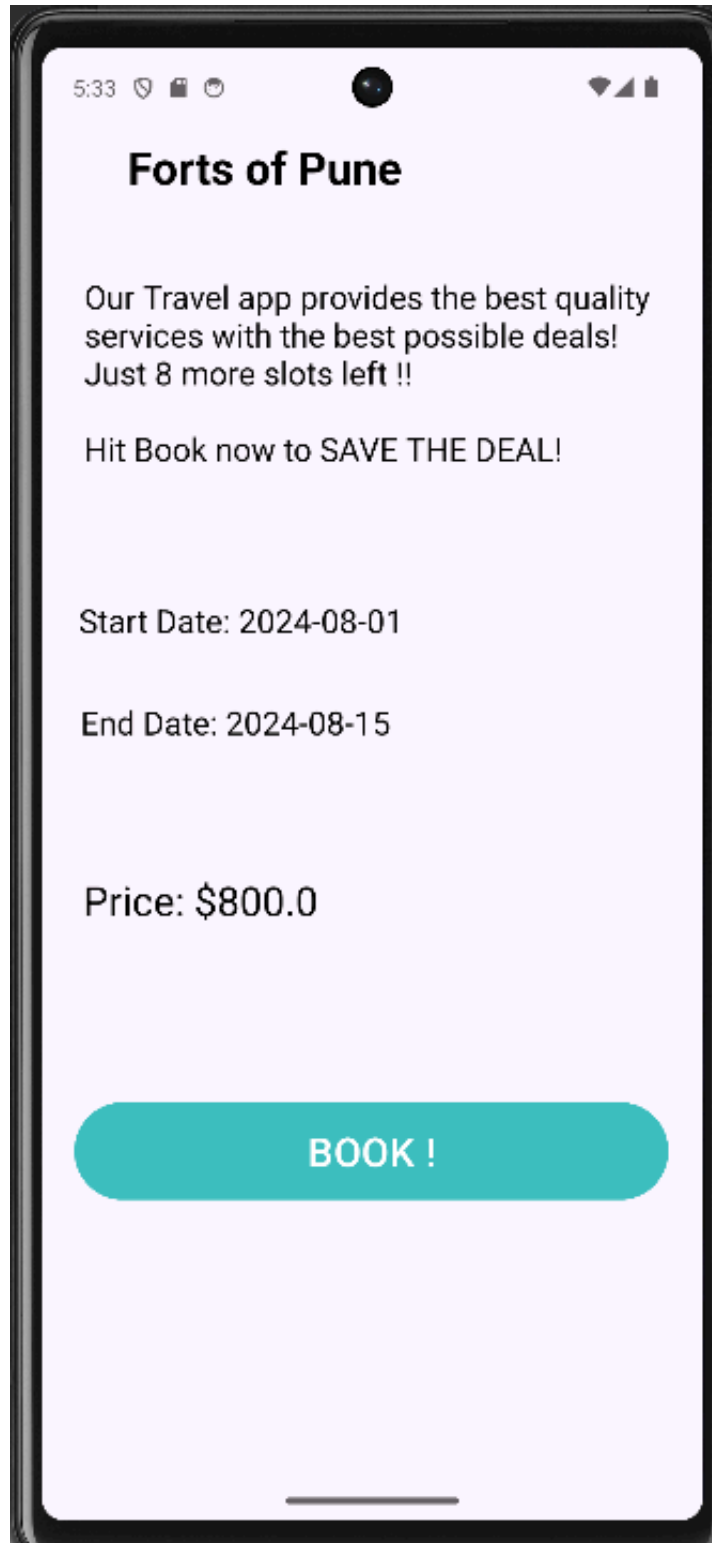 5:33
Forts of Pune
Our Travel app provides the best quality
services with the best possible deals!
Just 8 more slots left !!
Hit Book now to SAVE THE DEAL!
Start Date: 2024-08-01
End Date: 2024-08-15
Price: $800.0
BOOK !